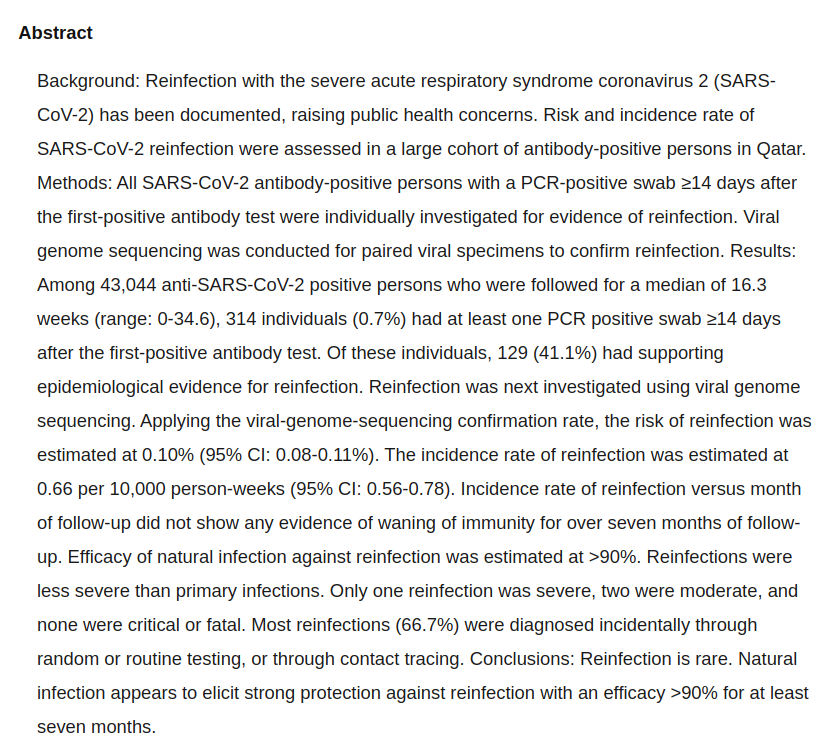 Abstract
Background: Reinfection with the severe acute respiratory syndrome coronavirus 2 (SARS-
CoV-2) has been documented, raising public health concerns. Risk and incidence rate of
SARS-CoV-2 reinfection were assessed in a large cohort of antibody-positive persons in Qatar.
Methods: All SARS-CoV-2 antibody-positive persons with a PCR-positive swab ≥14 days after
the first-positive antibody test were individually investigated for evidence of reinfection. Viral
genome sequencing was conducted for paired viral specimens to confirm reinfection. Results:
Among 43,044 anti-SARS-CoV-2 positive persons who were followed for a median of 16.3
weeks (range: 0-34.6), 314 individuals (0.7%) had at least one PCR positive swab ≥14 days
after the first-positive antibody test. Of these individuals, 129 (41.1%) had supporting
epidemiological evidence for reinfection. Reinfection was next investigated using viral genome
sequencing. Applying the viral-genome-sequencing confirmation rate, the risk of reinfection was
estimated at 0.10% (95% CI: 0.08-0.11%). The incidence rate of reinfection was estimated at
0.66 per 10,000 person-weeks (95% CI: 0.56-0.78). Incidence rate of reinfection versus month
of follow-up did not show any evidence of waning of immunity for over seven months of follow-
up. Efficacy of natural infection against reinfection was estimated at >90%. Reinfections were
less severe than primary infections. Only one reinfection was severe, two were moderate, and
none were critical or fatal. Most reinfections (66.7%) were diagnosed incidentally through
random or routine testing, or through contact tracing. Conclusions: Reinfection is rare. Natural
infection appears to elicit strong protection against reinfection with an efficacy >90% for at least
seven months.